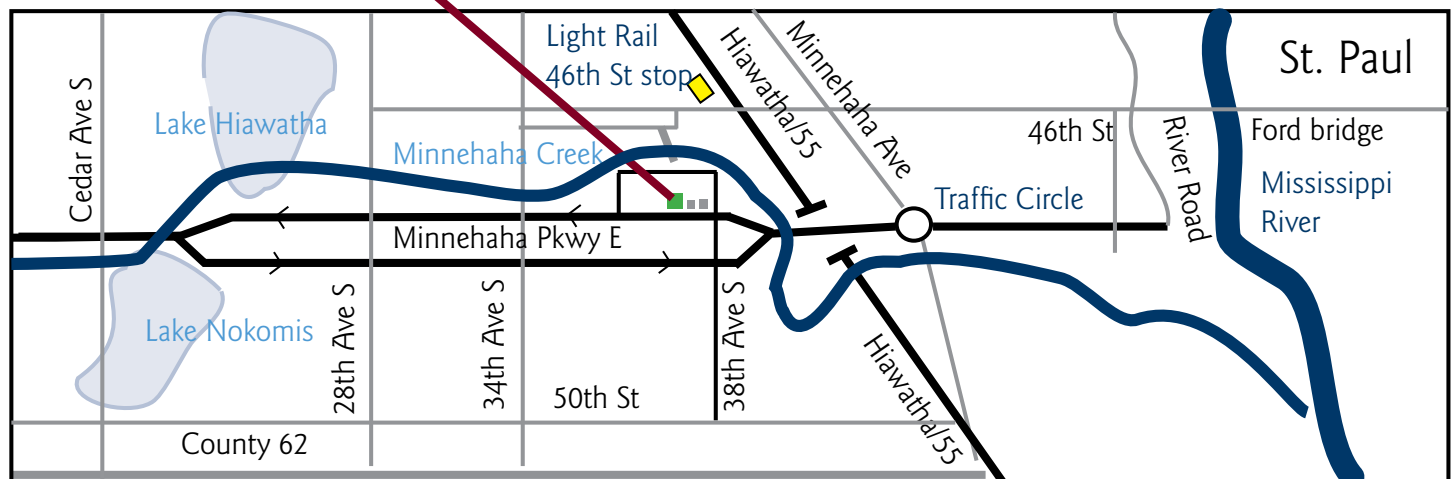 Light Rail
46th St stop
Hiawatha/55
Minnehaha Ave
St. Paul
Cedar Ave S
Lake Hiawatha
Minnehaha Creek
46th St
River Road
Ford bridge
Mississippi
River
Traffic Circle
Minnehaha Pkwy E
Lake Nokomis
28th Ave S
34th Ave S
50th St
38th Ave S
Hiawatha/55
County 62